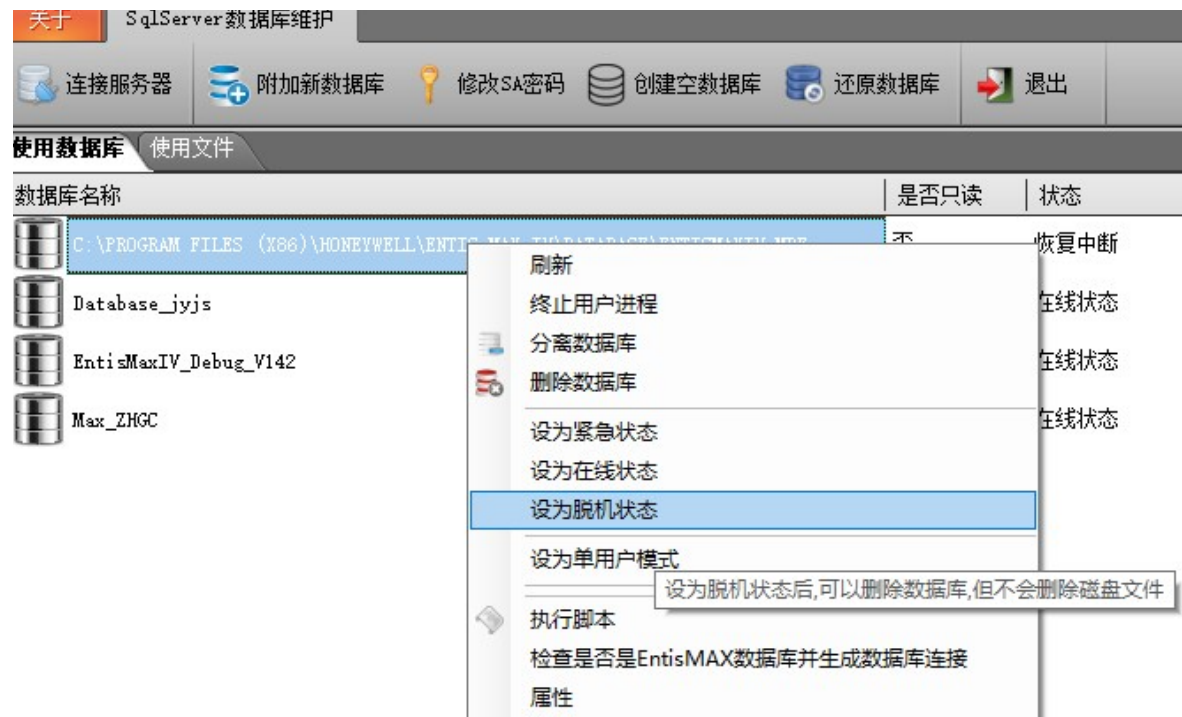 关于 SqlServer数据库维护
连接服务器 附加新数据库 修改SA密码 创建空数据库 还原数据库 退出
使用数据库 使用文件
数据库名称 是否只读 状态
C:\PROGRAM FILES (X86)\HONEYWELL\ENTIS 否 恢复中断
刷新
Database_jyjs 终止用户进程 在线状态
分离数据库
EntisMaxIV_Debug_V142 在线状态
删除数据库
Max_ZHGC 在线状态
设为紧急状态
设为在线状态
设为脱机状态
设为单用户模式
设为脱机状态后,可以删除数据库,但不会删除磁盘文件
执行脚本
检查是否是EntisMAX数据库并生成数据库连接
属性